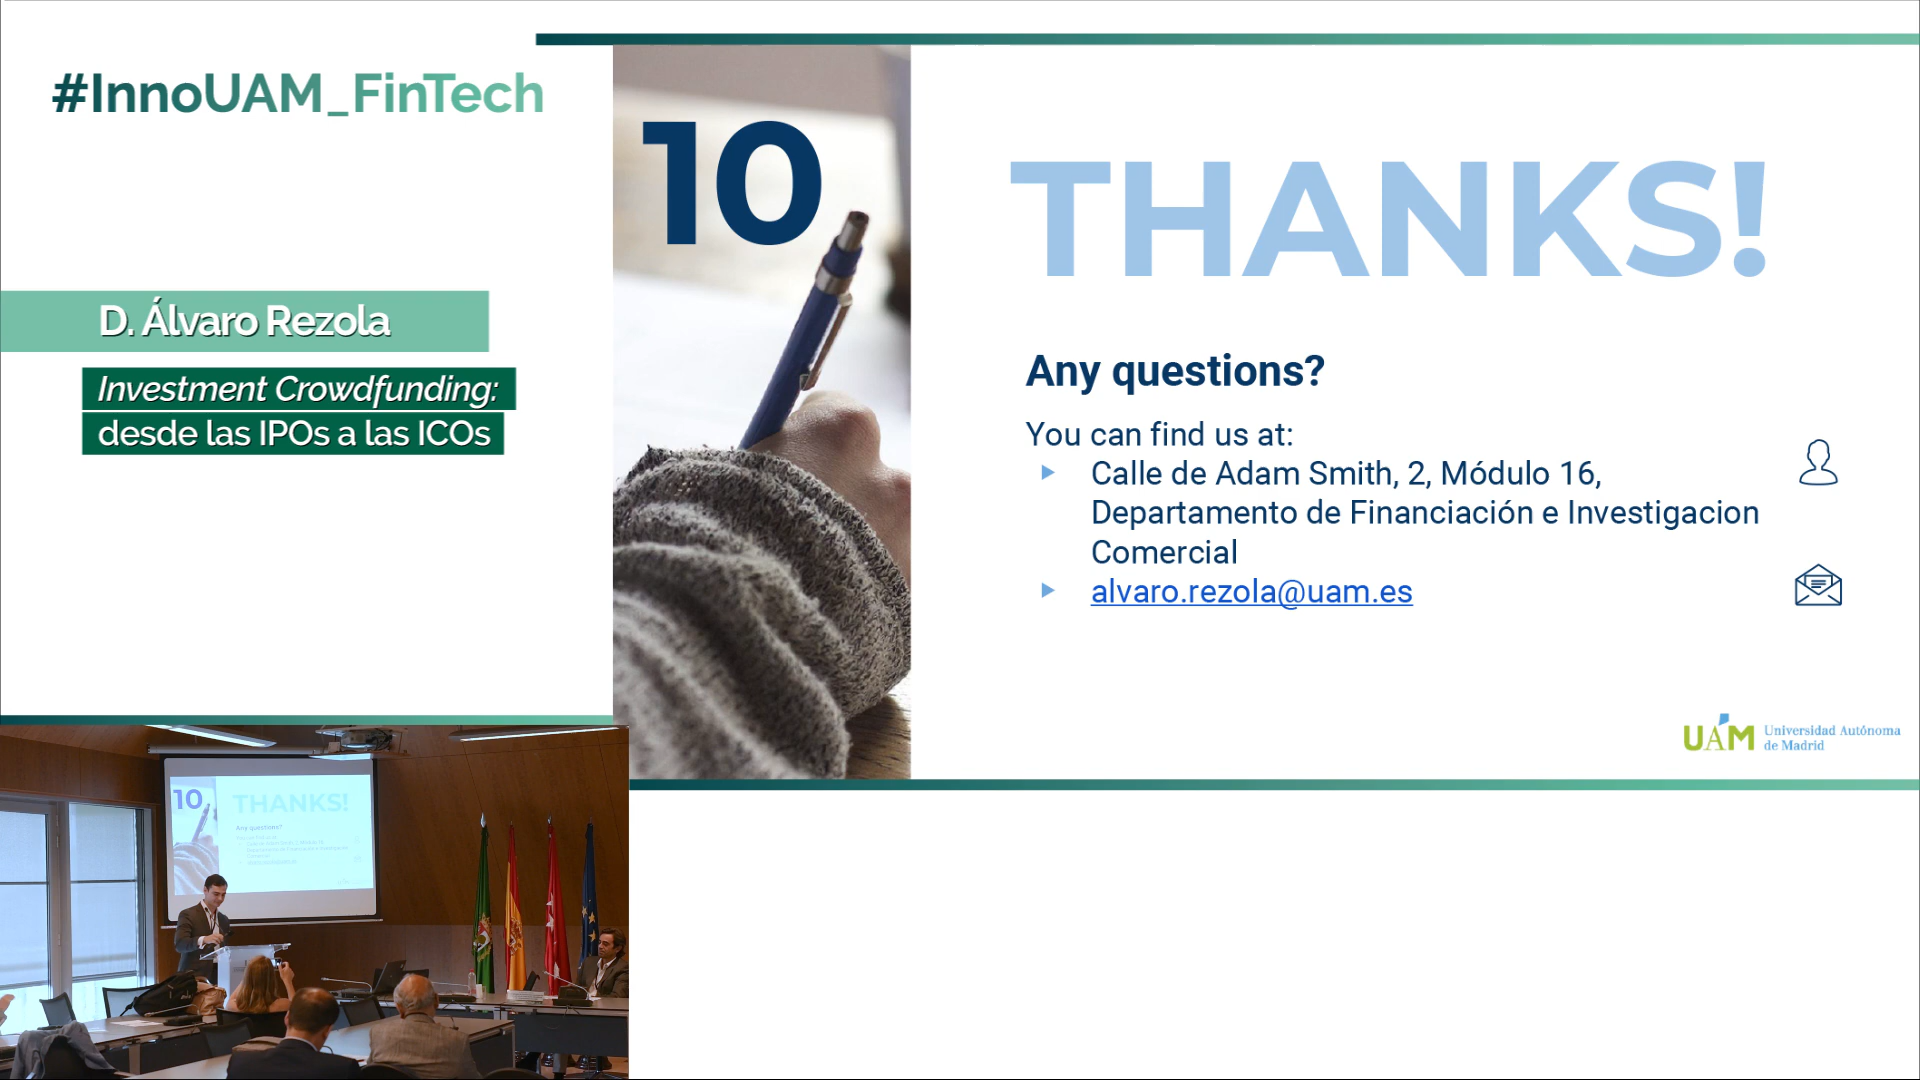 #InnoUAM_FinTech
D. Álvaro Rezola
Investment Crowdfunding:
desde las IPOs a las ICOs
10
THANKS!
Any questions?
You can find us at:
Calle de Adam Smith, 2, Módulo 16,
Departamento de Financiación e Investigacion
Comercial
alvaro.rezola@uam.es
UAM Universidad Autónoma
de Madrid
10
THANKS!
Any questions?